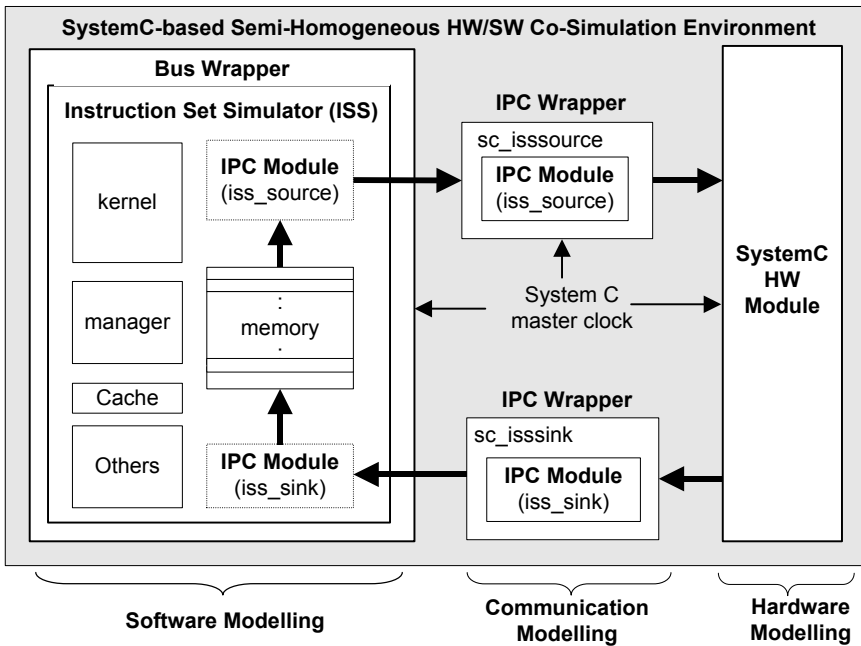 SystemC-based Semi-Homogeneous HW/SW Co-Simulation Environment
Bus Wrapper
Instruction Set Simulator (ISS)
kernel
manager
Cache
Others
IPC Module
(iss_source)
:
memory
:
IPC Module
(iss_sink)
IPC Wrapper
sc_isssource
IPC Module
(iss_source)
System C
master clock
IPC Wrapper
sc_isssink
IPC Module
(iss_sink)
SystemC
HW
Module
Software Modelling
Communication
Modelling
Hardware
Modelling